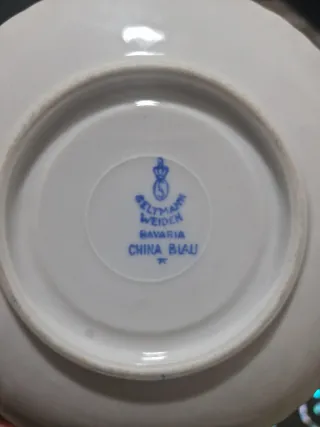 SELTMANN
WEIDEN
BAVARIA
CHINA BLAU